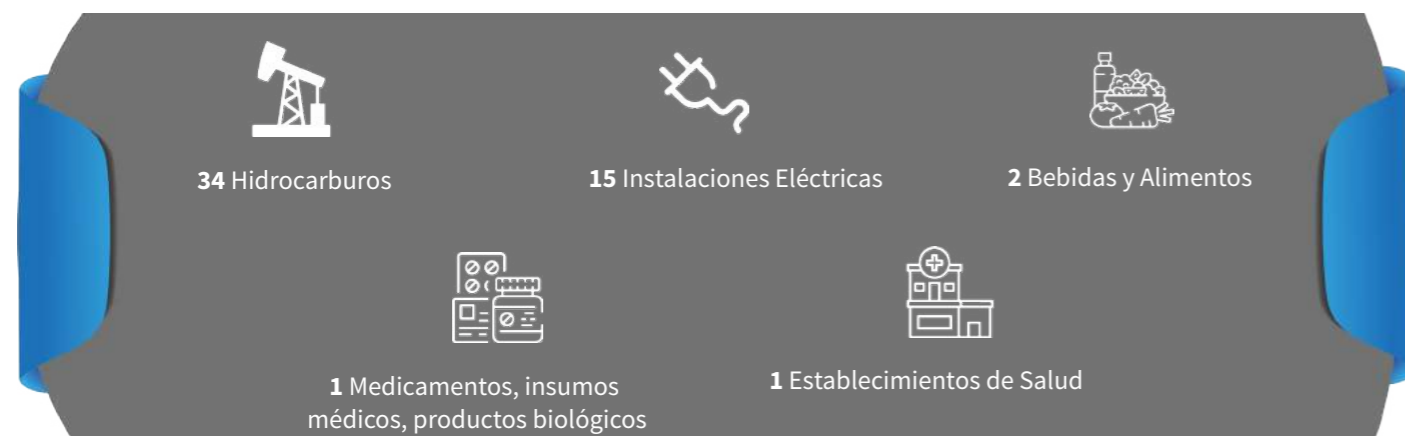 34 Hidrocarburos
15 Instalaciones Eléctricas
2 Bebidas y Alimentos
1 Medicamentos, insumos
médicos, productos biológicos
1 Establecimientos de Salud